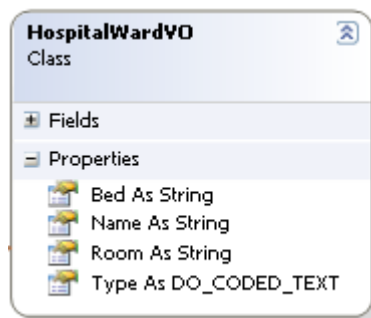 HospitalWardVO
Class
Fields
Properties
Bed As String
Name As String
Room As String
Type As DO_CODED_TEXT